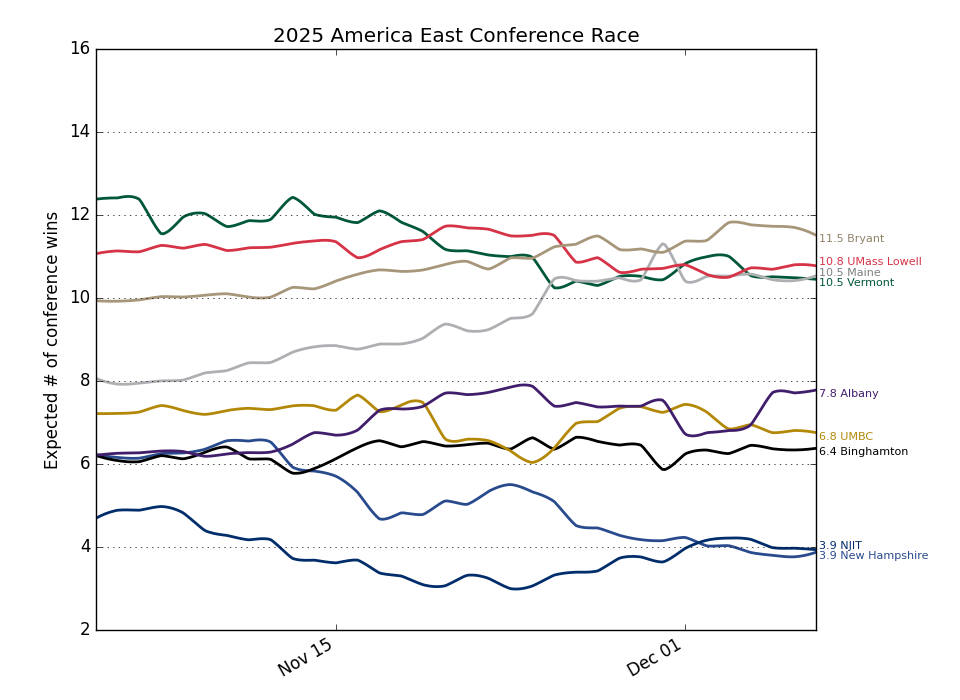 2025 America East Conference Race
Expected # of conference wins
16
14
12
10
8
6
4
2
Nov 15
Dec 01
11.5 Bryant
10.8 UMass Lowell
10.5 Maine
10.5 Vermont
7.8 Albany
6.8 UMBC
6.4 Binghamton
3.9 NJIT
3.9 New Hampshire